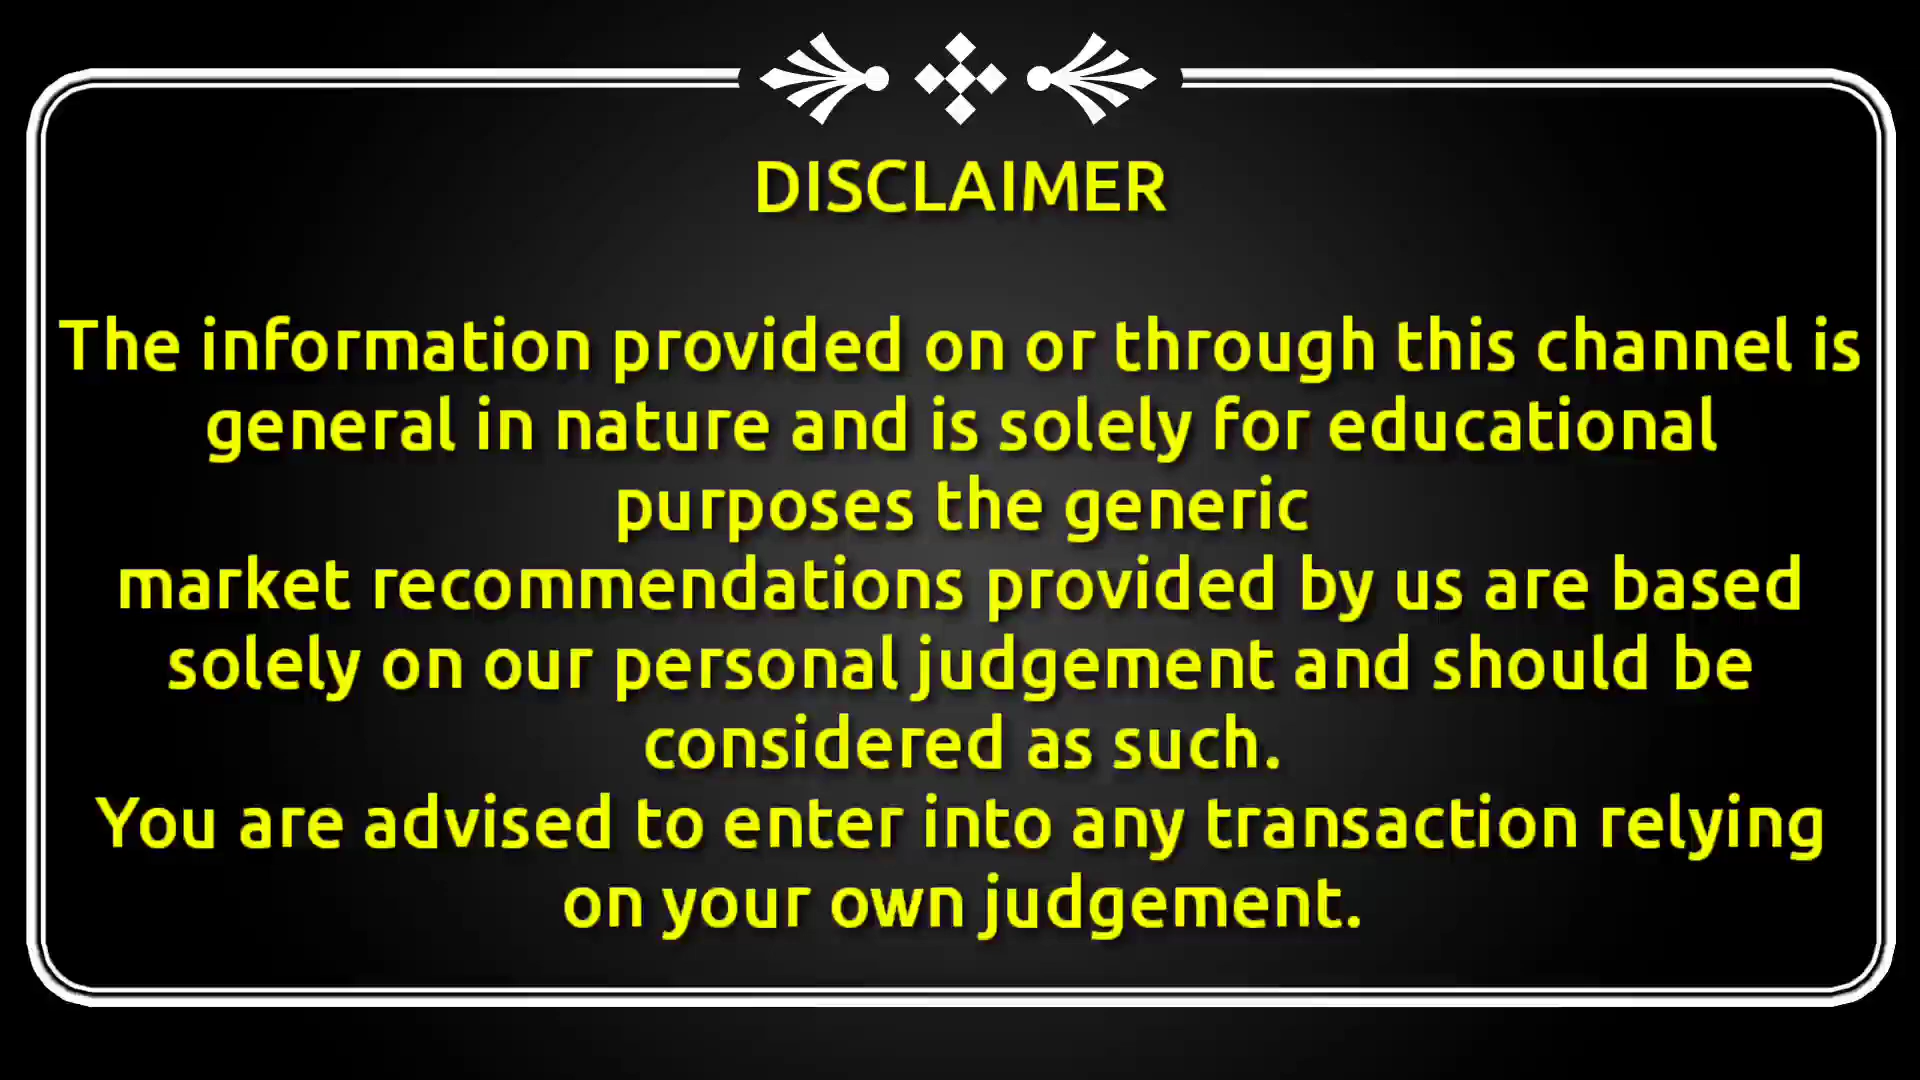 DISCLAIMER
The information provided on or through this channel is
general in nature and is solely for educational
purposes the generic
market recommendations provided by us are based
solely on our personal judgement and should be
considered as such.
You are advised to enter into any transaction relying
on your own judgement.